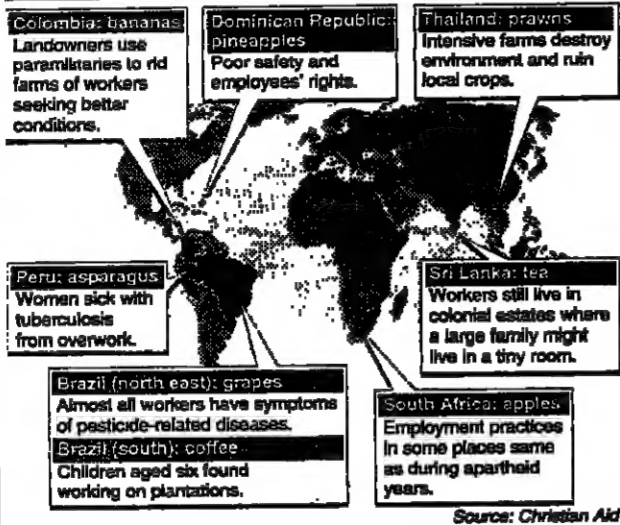 Colombia: bananas
Landowners use
paramilitaries to rid
farms of workers
seeking better
conditions.
Dominican Republic:
pineapples
Poor safety and
employees' rights.
Thailand: prawns
Intensive farms destroy
environment and ruin
local crops.
Peru: asparagus
Women sick with
tuberculosis
from overwork.
Sri Lanka: tea
Workers still live in
colonial estates where
a large family might
live in a tiny room.
Brazil (north east): grapes
Almost all workers have symptoms
of pesticide-related diseases.
Brazil (south): coffee
Children aged six found
working on plantations.
South Africa: apples
Employment practices
in some places same
as during apartheid
years.
Source: Christian Aid